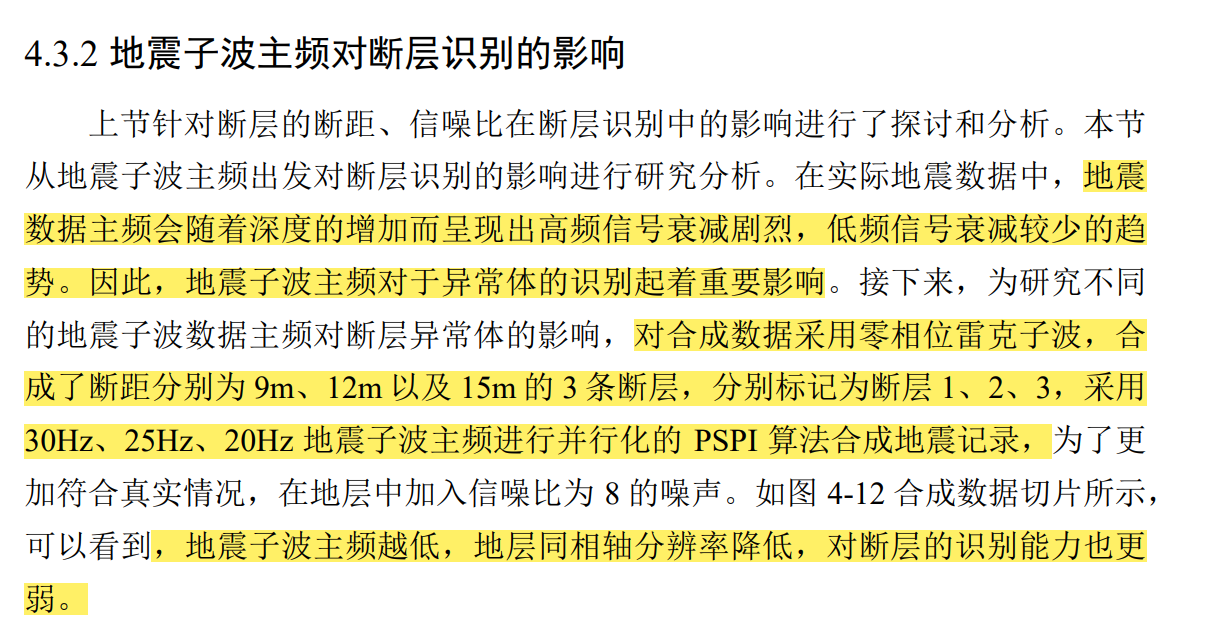 4.3.2 地震子波主频对断层识别的影响
上节针对断层的断距、信噪比在断层识别中的影响进行了探讨和分析。本节
从地震子波主频出发对断层识别的影响进行研究分析。在实际地震数据中，地震
数据主频会随着深度的增加而呈现出高频信号衰减剧烈，低频信号衰减较少的趋
势。因此，地震子波主频对于异常体的识别起着重要影响。接下来，为研究不同
的地震子波数据主频对断层异常体的影响，对合成数据采用零相位雷克子波，合
成了断距分别为 9m、12m 以及 15m 的 3 条断层，分别标记为断层 1、2、3，采用
30Hz、25Hz、20Hz 地震子波主频进行并行化的 PSPI 算法合成地震记录，为了更
加符合真实情况，在地层中加入信噪比为 8 的噪声。如图 4-12 合成数据切片所示，
可以看到，地震子波主频越低，地层同相轴分辨率降低，对断层的识别能力也更
弱。